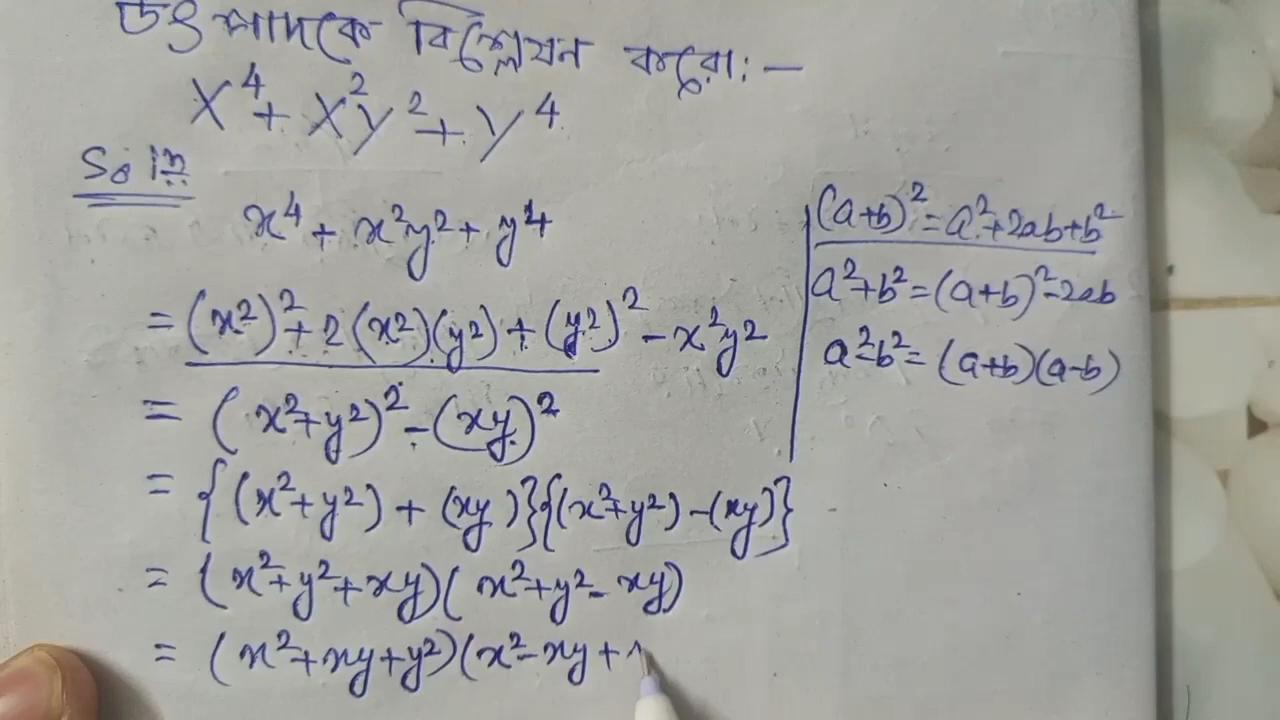 উৎপাদকে বিশ্লেষন করো:-
X⁴ + X²Y² + Y⁴
Solⁿ
x⁴ + x²y² + y⁴
= (x²)² + 2(x²)(y²) + (y²)² - x²y²
= (x²+y²)² - (xy)²
= {(x²+y²) + (xy)}{(x²+y²) - (xy)}
= (x²+y²+xy)(x²+y²-xy)
= (x²+xy+y²)(x²-xy+
(a+b)² = a²+2ab+b²
a²+b² = (a+b)²-2ab
a²-b² = (a+b)(a-b)